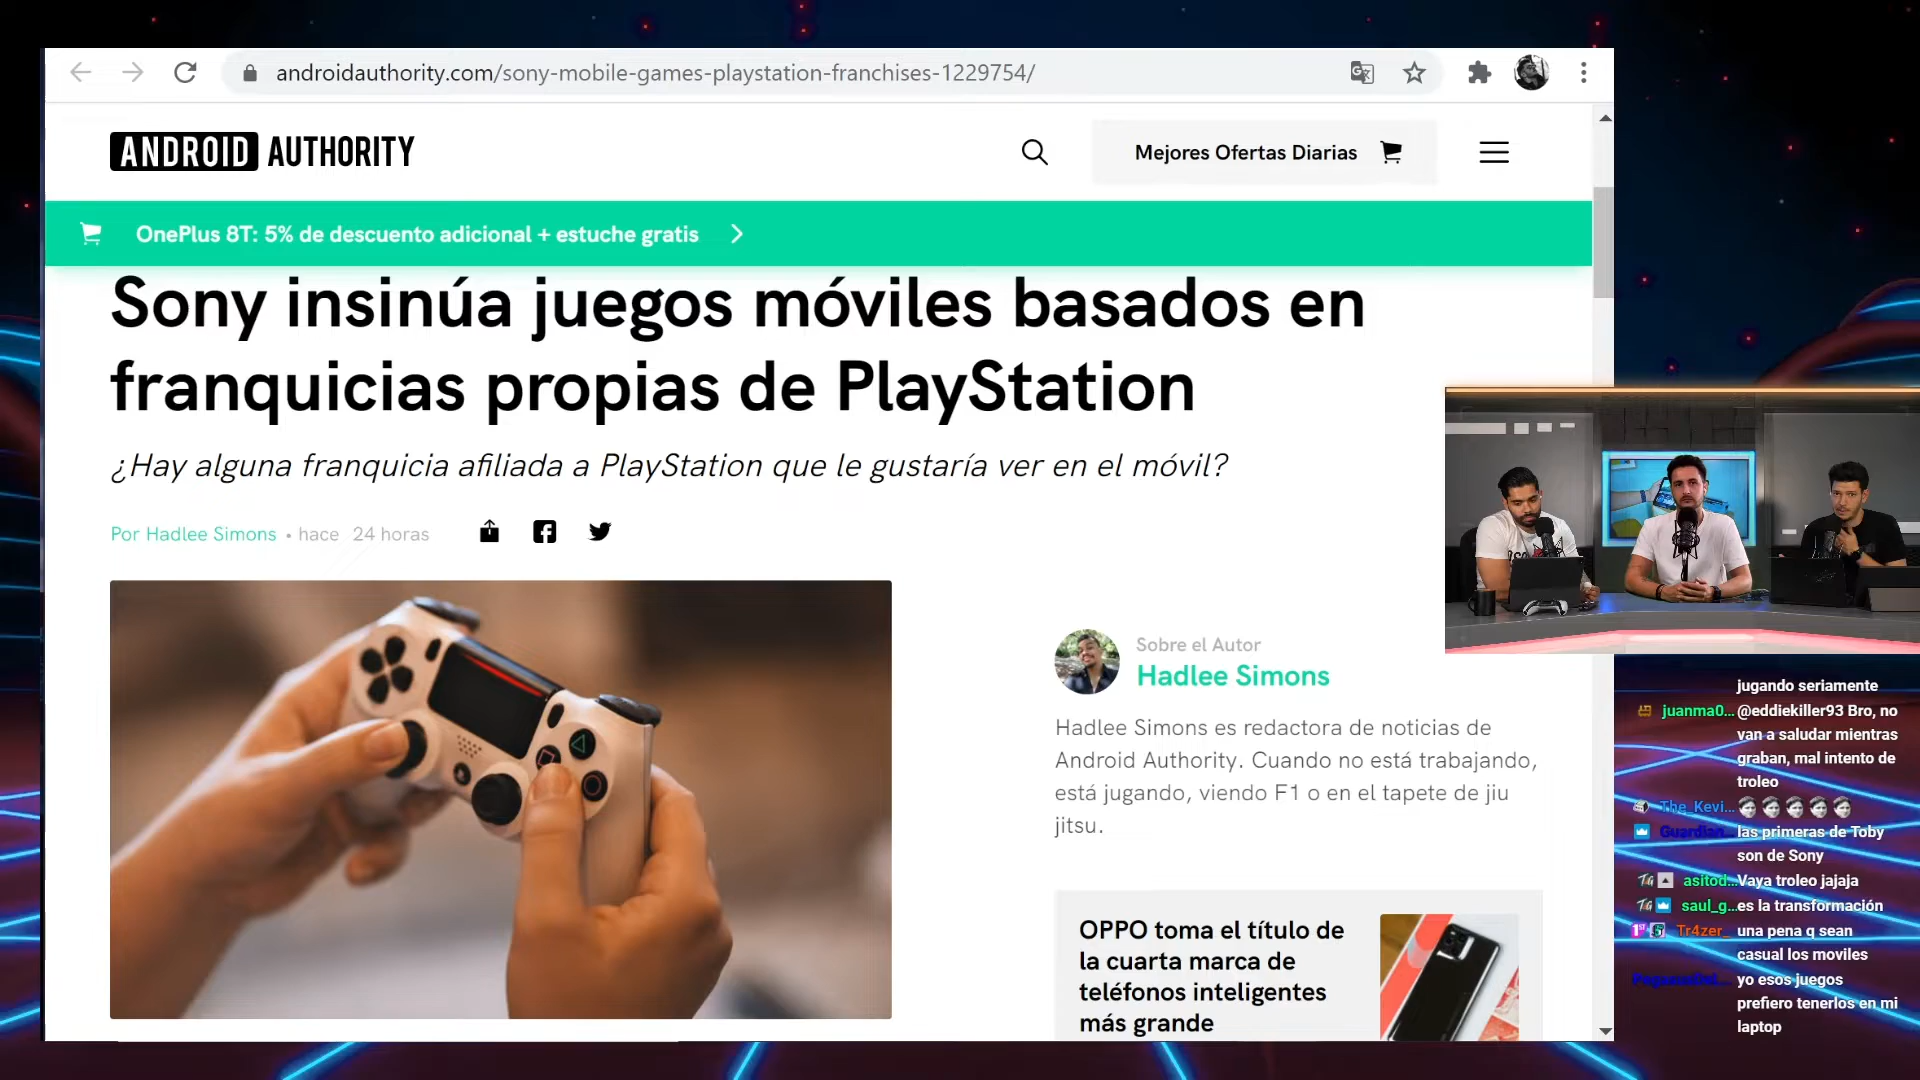 androidauthority.com/sony-mobile-games-playstation-franchises-1229754/
ANDROID AUTHORITY
Mejores Ofertas Diarias
OnePlus 8T: 5% de descuento adicional + estuche gratis
Sony insinúa juegos móviles basados en
franquicias propias de PlayStation
¿Hay alguna franquicia afiliada a PlayStation que le gustaría ver en el móvil?
Por Hadlee Simons • hace 24 horas
Sobre el Autor
Hadlee Simons
Hadlee Simons es redactora de noticias de
Android Authority. Cuando no está trabajando,
está jugando, viendo F1 o en el tapete de jiu
jitsu.
OPPO toma el título de
la cuarta marca de
teléfonos inteligentes
más grande
jugando seriamente
juanma0... @eddiekiller93 Bro, no
van a saludar mientras
graban, mal intento de
troleo
The_Kevi...
Guardian... las primeras de Toby
son de Sony
asitod... Vaya troleo jajaja
saul_g... es la transformación
Tr4zer_ una pena q sean
casual los moviles
yo esos juegos
prefiero tenerlos en mi
laptop